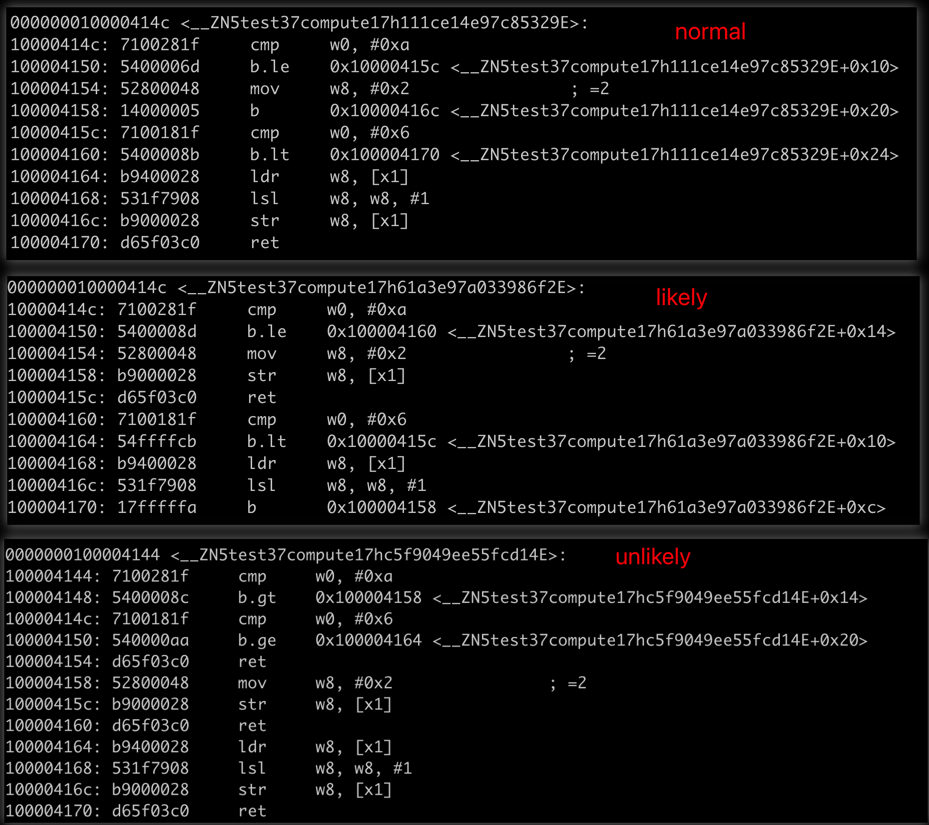 000000010000414c <__ZN5test37compute17h111ce14e97c85329E>:
normal
10000414c: 7100281f cmp w0, #0xa
100004150: 5400006d b.le 0x10000415c <__ZN5test37compute17h111ce14e97c85329E+0x10>
100004154: 52800048 mov w8, #0x2 ; =2
100004158: 14000005 b 0x10000416c <__ZN5test37compute17h111ce14e97c85329E+0x20>
10000415c: 7100181f cmp w0, #0x6
100004160: 5400008b b.lt 0x100004170 <__ZN5test37compute17h111ce14e97c85329E+0x24>
100004164: b9400028 ldr w8, [x1]
100004168: 531f7908 lsl w8, w8, #1
10000416c: b9000028 str w8, [x1]
100004170: d65f03c0 ret
000000010000414c <__ZN5test37compute17h61a3e97a033986f2E>:
likely
10000414c: 7100281f cmp w0, #0xa
100004150: 5400008d b.le 0x100004160 <__ZN5test37compute17h61a3e97a033986f2E+0x14>
100004154: 52800048 mov w8, #0x2 ; =2
100004158: b9000028 str w8, [x1]
10000415c: d65f03c0 ret
100004160: 7100181f cmp w0, #0x6
100004164: 54ffffcb b.lt 0x10000415c <__ZN5test37compute17h61a3e97a033986f2E+0x10>
100004168: b9400028 ldr w8, [x1]
10000416c: 531f7908 lsl w8, w8, #1
100004170: 17fffffa b 0x100004158 <__ZN5test37compute17h61a3e97a033986f2E+0xc>
0000000100004144 <__ZN5test37compute17hc5f9049ee55fcd14E>:
unlikely
100004144: 7100281f cmp w0, #0xa
100004148: 5400008c b.gt 0x100004158 <__ZN5test37compute17hc5f9049ee55fcd14E+0x14>
10000414c: 7100181f cmp w0, #0x6
100004150: 540000aa b.ge 0x100004164 <__ZN5test37compute17hc5f9049ee55fcd14E+0x20>
100004154: d65f03c0 ret
100004158: 52800048 mov w8, #0x2 ; =2
10000415c: b9000028 str w8, [x1]
100004160: d65f03c0 ret
100004164: b9400028 ldr w8, [x1]
100004168: 531f7908 lsl w8, w8, #1
10000416c: b9000028 str w8, [x1]
100004170: d65f03c0 ret